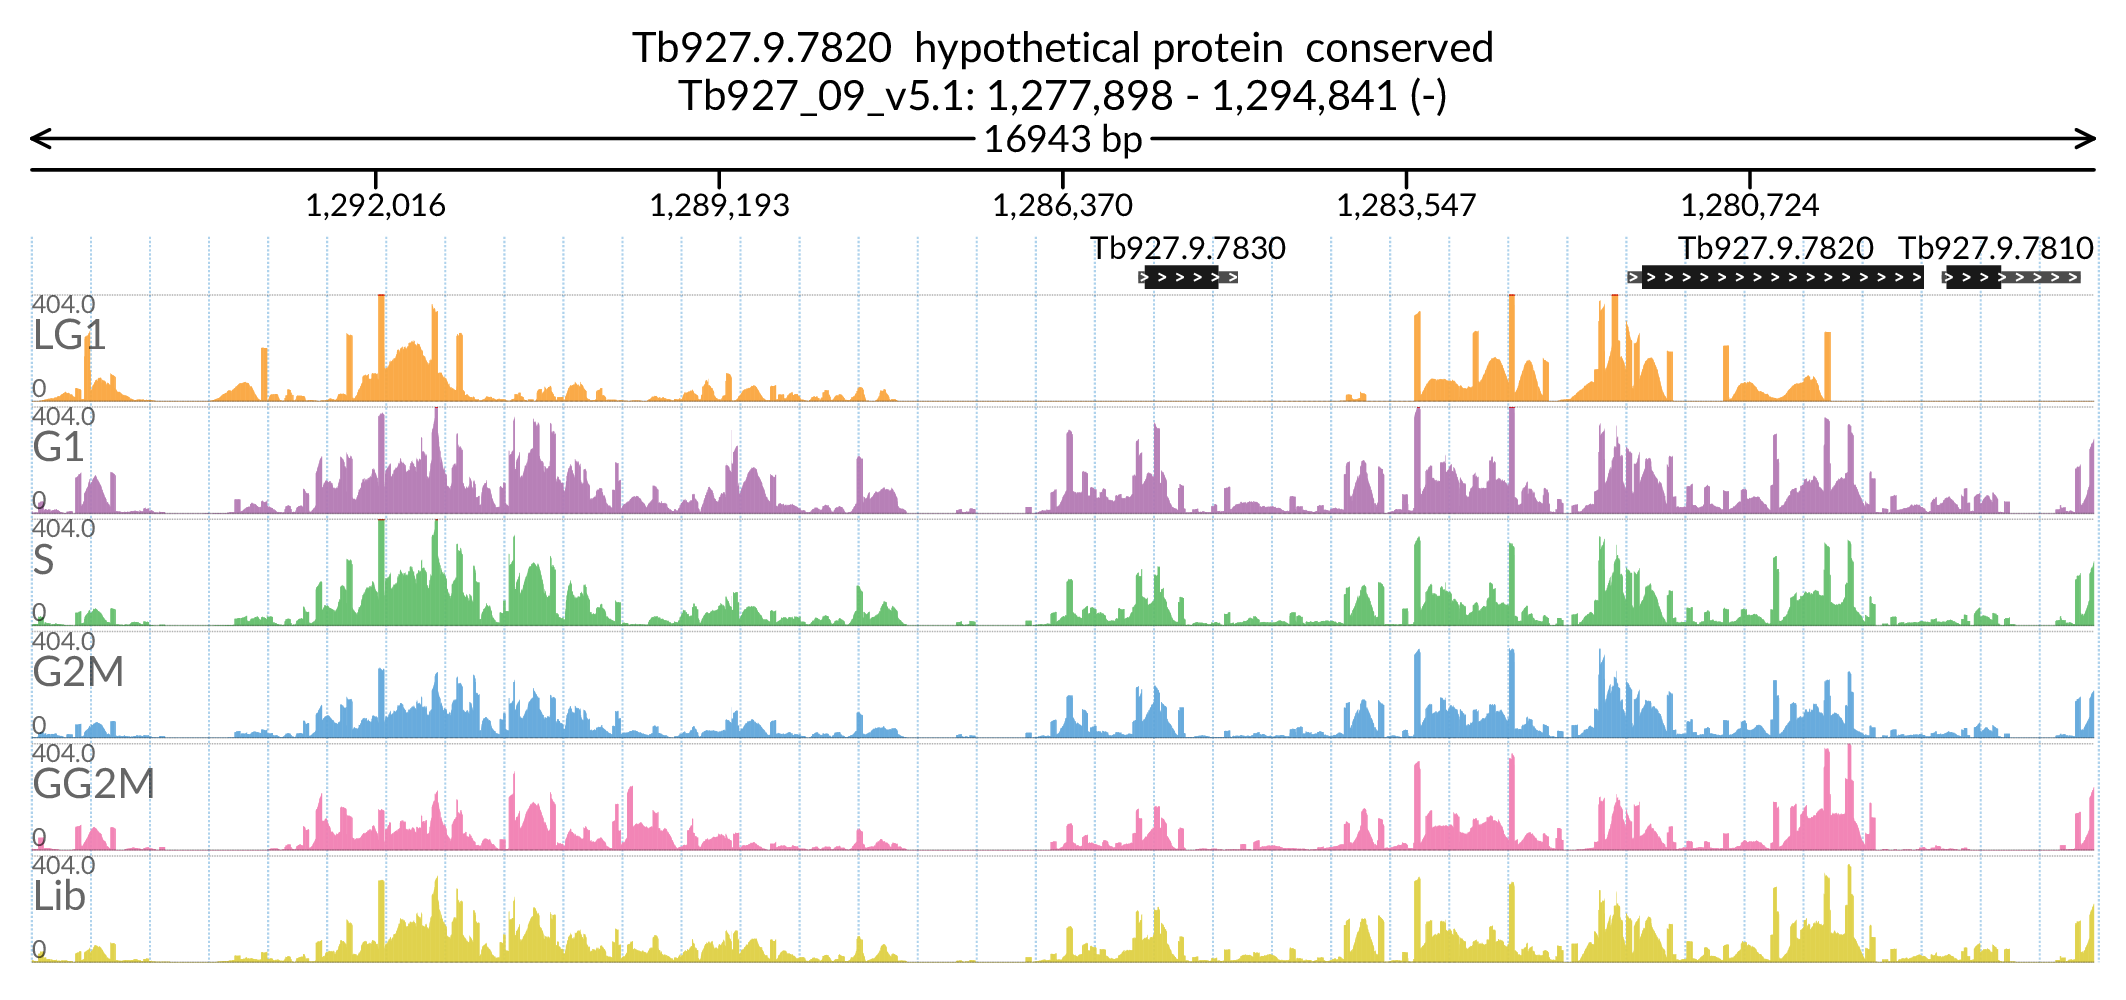 Tb927.9.7820  hypothetical protein  conserved
Tb927_09_v5.1: 1,277,898 - 1,294,841 (-)
16943 bp
1,292,016 1,289,193 1,286,370 1,283,547 1,280,724
Tb927.9.7830 Tb927.9.7820 Tb927.9.7810
404.0
LG1
0
404.0
G1
0
404.0
S
0
404.0
G2M
0
404.0
GG2M
0
404.0
Lib
0